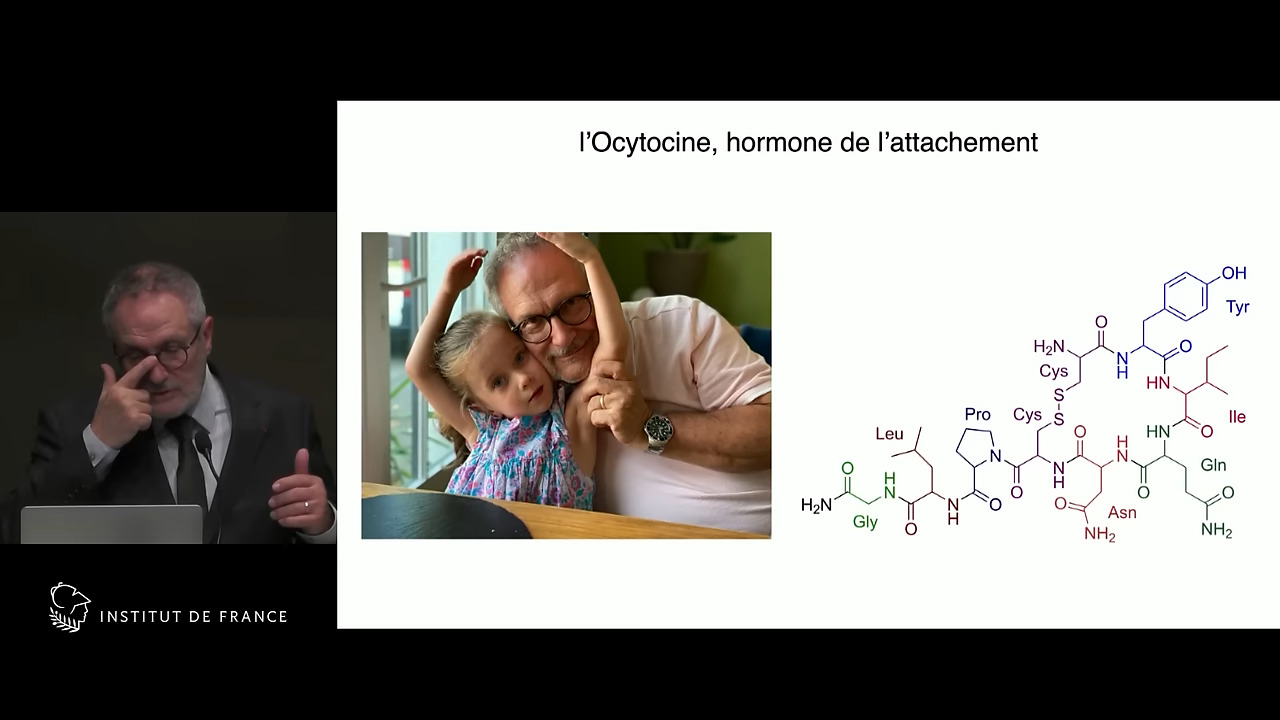 l'Ocytocine, hormone de l'attachement
OH
Tyr
O
H₂N
Cys
N
H
O
HN
Ile
S
S
Pro
Cys
O
HN
O
Gln
Leu
O
H
N
N
O
N
H
O
H
N
O
O
H₂N
Gly
O
N
H
O
O
Asn
NH₂
NH₂
INSTITUT DE FRANCE